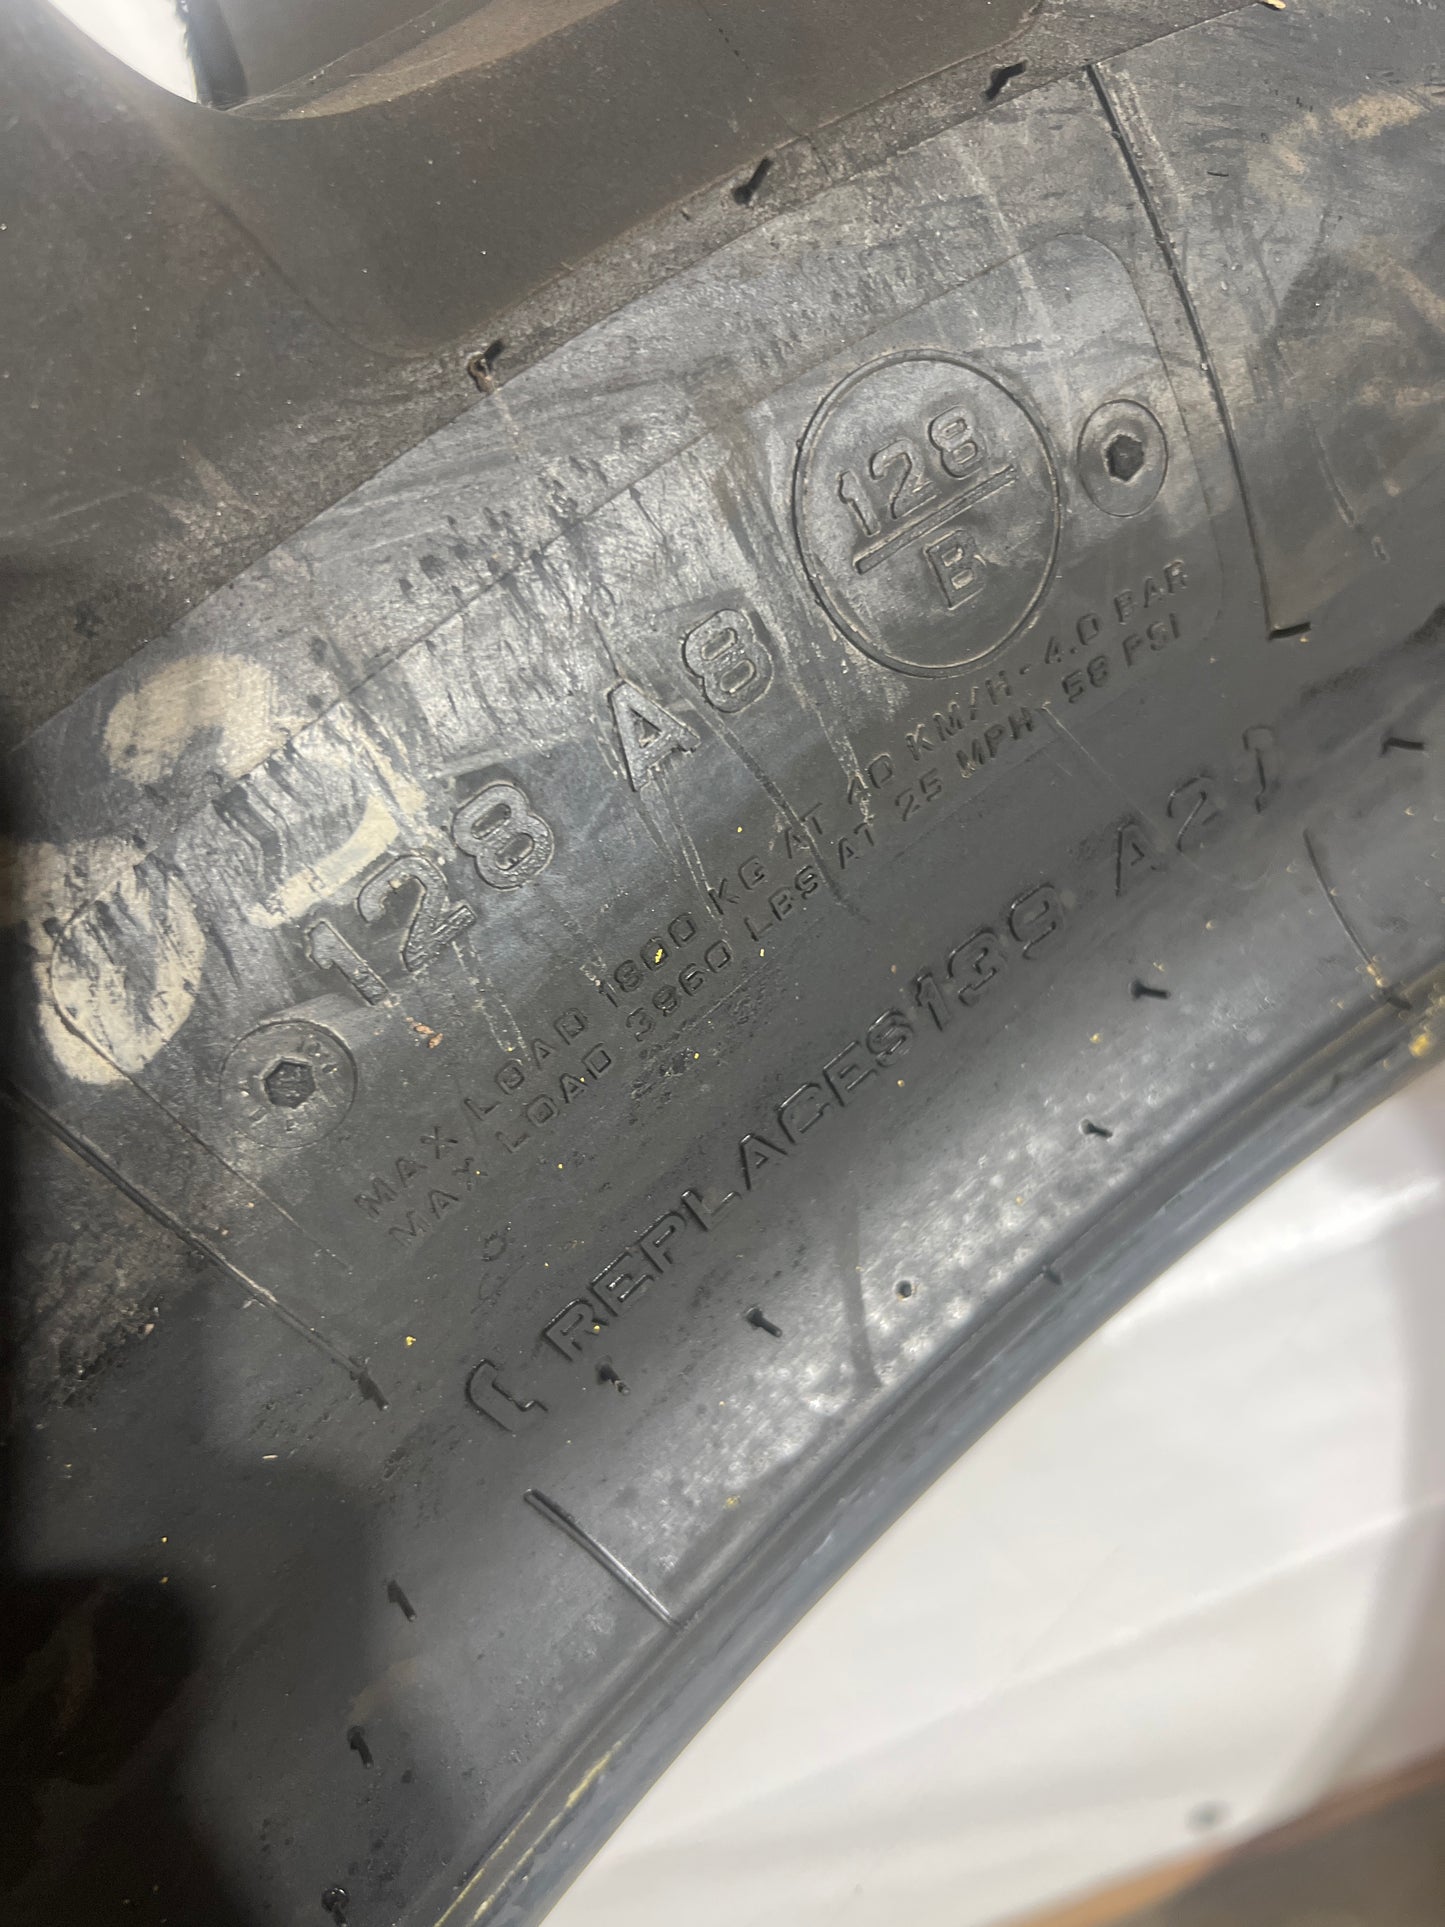 128 A8
128
B
MAX LOAD 1800 KG AT 40 KM/H - 4.0 BAR
MAX LOAD 3960 LBS AT 25 MPH - 58 PSI
( REPLACES 139 A2 )